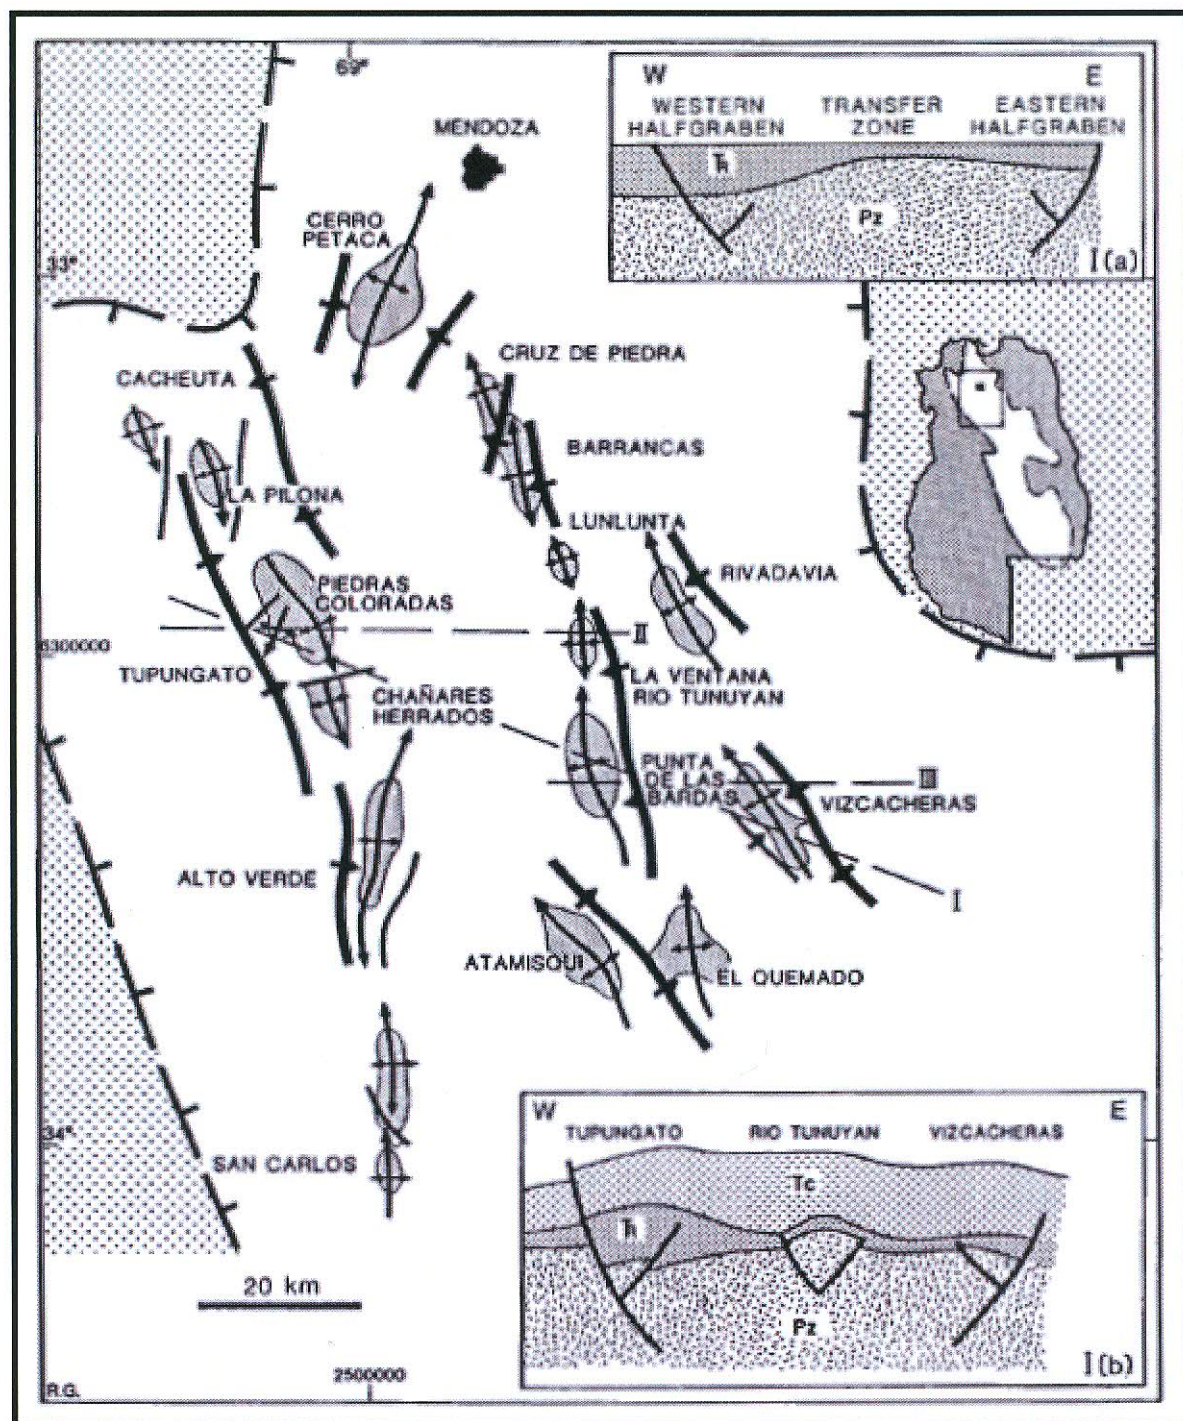 69°
MENDOZA
CERRO
PETACA
33°
W
E
WESTERN
HALFGRABEN
TRANSFER
ZONE
EASTERN
HALFGRABEN
Pz
I(a)
CACHEUTA
CRUZ DE PIEDRA
BARRANCAS
LA PILONA
LUNLUNTA
RIVADAVIA
PIEDRAS
COLORADAS
II
6300000
TUPUNGATO
LA VENTANA
RIO TUNUYAN
CHAÑARES
HERRADOS
PUNTA
DE LAS
BARDAS
III
VIZCACHERAS
ALTO VERDE
I
ATAMISQUI
EL QUEMADO
34°
SAN CARLOS
20 km
2500000
R.G.
W
E
TUPUNGATO
RIO TUNUYAN
VIZCACHERAS
Tc
Pz
I(b)